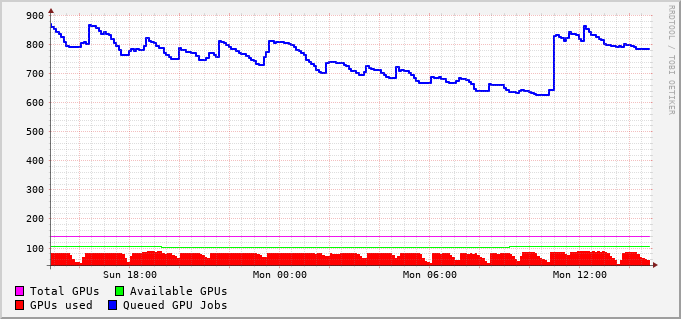 900
800
700
600
500
400
300
200
100
Sun 18:00 Mon 00:00 Mon 06:00 Mon 12:00
Total GPUs Available GPUs
GPUs used Queued GPU Jobs
RRDTOOL / TOBI OETIKER